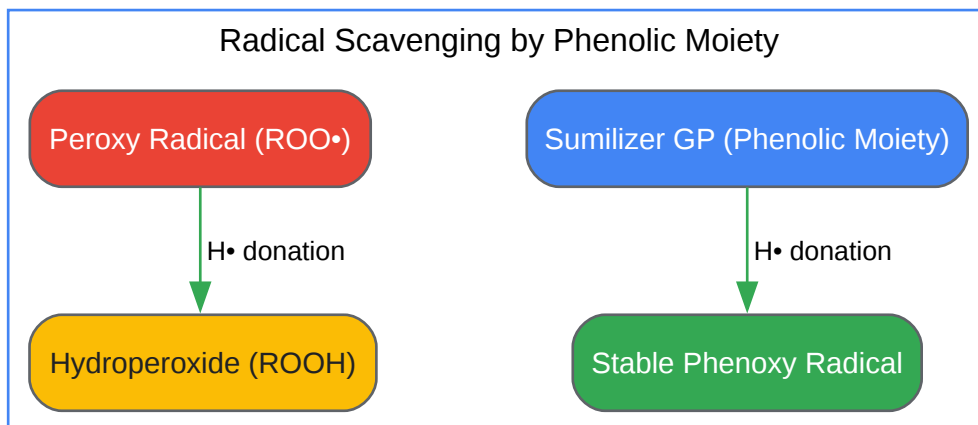 Radical Scavenging by Phenolic Moiety
Peroxy Radical (ROO•)
Sumilizer GP (Phenolic Moiety)
H• donation
H• donation
Hydroperoxide (ROOH)
Stable Phenoxy Radical